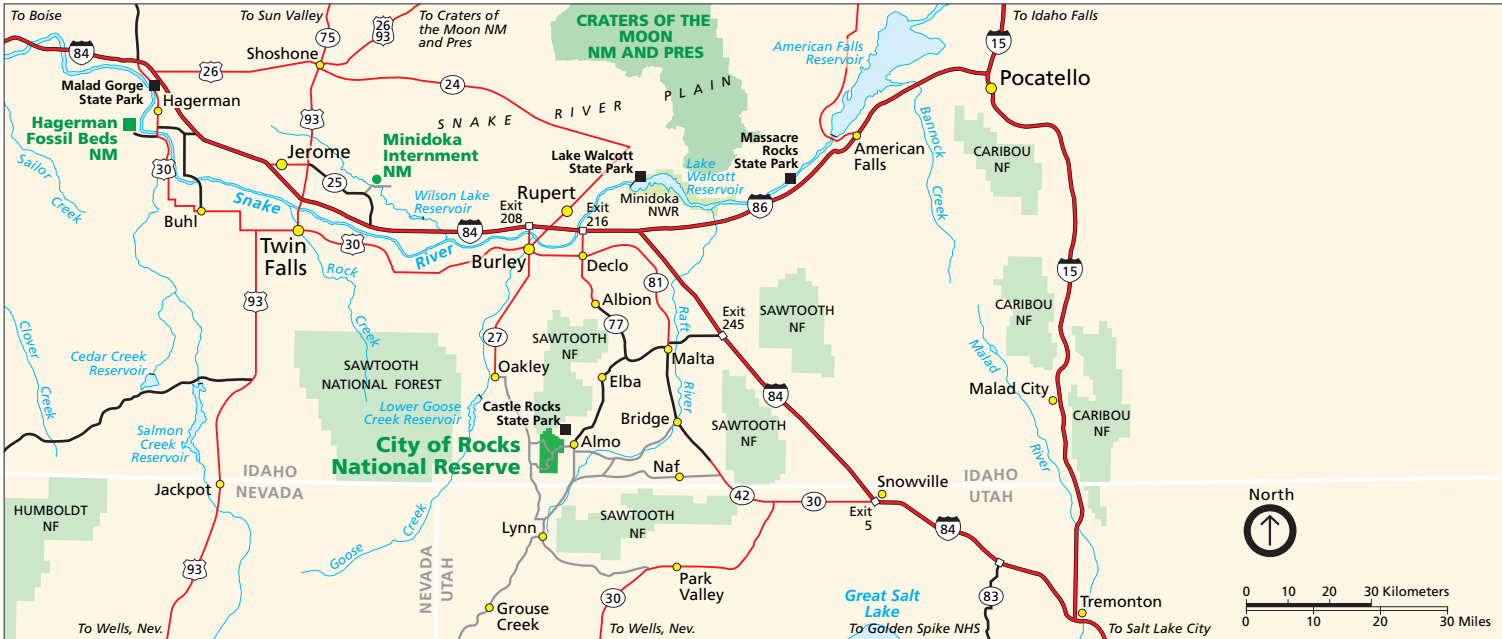 To Boise
To Sun Valley
To Craters of
the Moon NM
and Pres
CRATERS OF THE
MOON
NM AND PRES
American Falls
Reservoir
To Idaho Falls
84
75
26
93
15
Shoshone
26
Pocatello
Malad Gorge
State Park
Hagerman
24
SNAKE RIVER PLAIN
93
Hagerman
Fossil Beds
NM
Minidoka
Internment
NM
Massacre
Rocks
State Park
American
Falls
Bannock
Creek
CARIBOU
NF
Jerome
Lake Walcott
State Park
Lake
Walcott
Reservoir
Sailor
Creek
30
25
Wilson Lake
Reservoir
Rupert
Minidoka
NWR
86
Snake
River
Exit
208
Exit
216
Buhl
84
Twin
Falls
30
Burley
Declo
Rock
Creek
81
15
93
Albion
77
Raft
River
Exit
245
SAWTOOTH
NF
CARIBOU
NF
Clover
Creek
27
SAWTOOTH
NF
Malta
Malad
River
Cedar Creek
Reservoir
SAWTOOTH
NATIONAL FOREST
Oakley
Elba
84
Malad City
Lower Goose
Creek Reservoir
Castle Rocks
State Park
Bridge
SAWTOOTH
NF
CARIBOU
NF
Salmon
Creek
Reservoir
City of Rocks
National Reserve
Almo
Naf
IDAHO
NEVADA
IDAHO
UTAH
Jackpot
42
30
Snowville
Exit
5
North
HUMBOLDT
NF
Goose
Creek
Lynn
SAWTOOTH
NF
84
93
NEVADA
UTAH
Park
Valley
30
83
0 10 20 30 Kilometers
0 10 20 30 Miles
Grouse
Creek
Great Salt
Lake
Tremonton
To Wells, Nev.
To Wells, Nev.
To Golden Spike NHS
To Salt Lake City